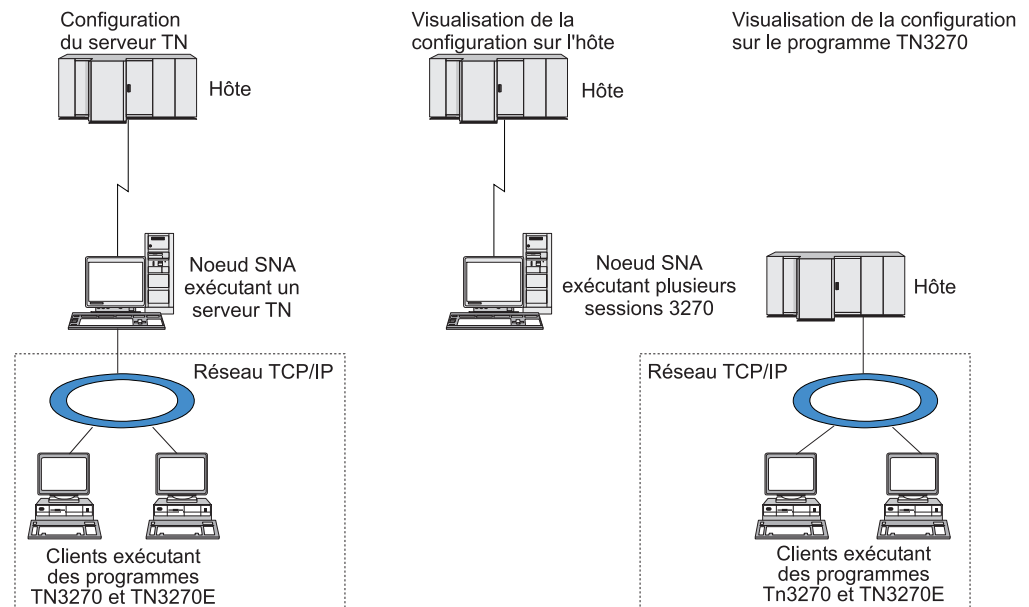 Configuration
du serveur TN
Hôte
Noeud SNA
exécutant un
serveur TN
Réseau TCP/IP
Clients exécutant
des programmes
TN3270 et TN3270E
Visualisation de la
configuration sur l'hôte
Hôte
Noeud SNA
exécutant plusieurs
sessions 3270
Visualisation de la configuration
sur le programme TN3270
Hôte
Réseau TCP/IP
Clients exécutant
des programmes
Tn3270 et TN3270E